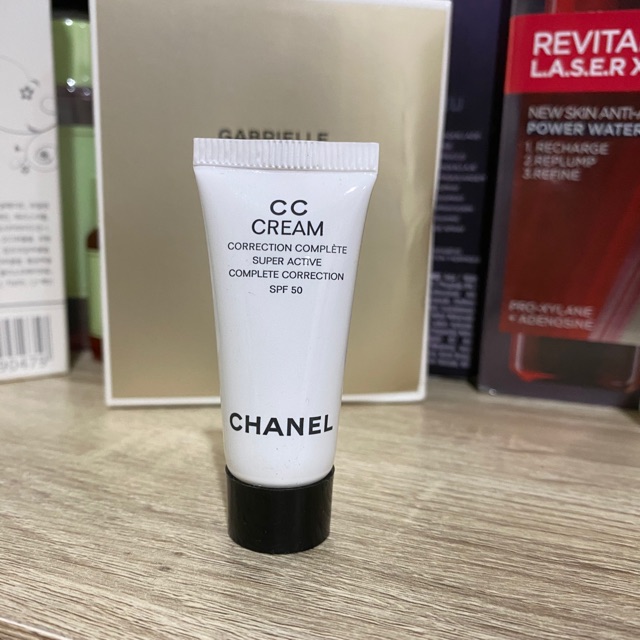 CC
CREAM
CORRECTION COMPLÈTE
SUPER ACTIVE
COMPLETE CORRECTION
SPF 50
CHANEL
GABRIELLE
REVITA
L.A.S.E.R X
NEW SKIN ANTI-A
POWER WATER
1. RECHARGE
2.REPLUMP
3.REFINE
PRO-XYLANE
+ ADENOSINE